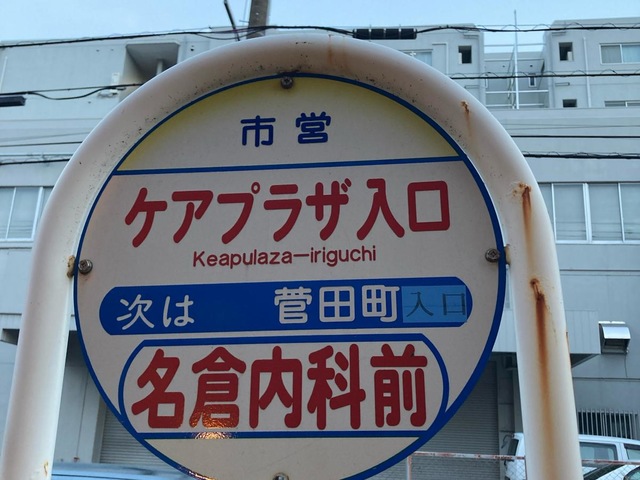 市営
ケアプラザ入口
Keapulaza−iriguchi
次は 菅田町入口
名倉内科前